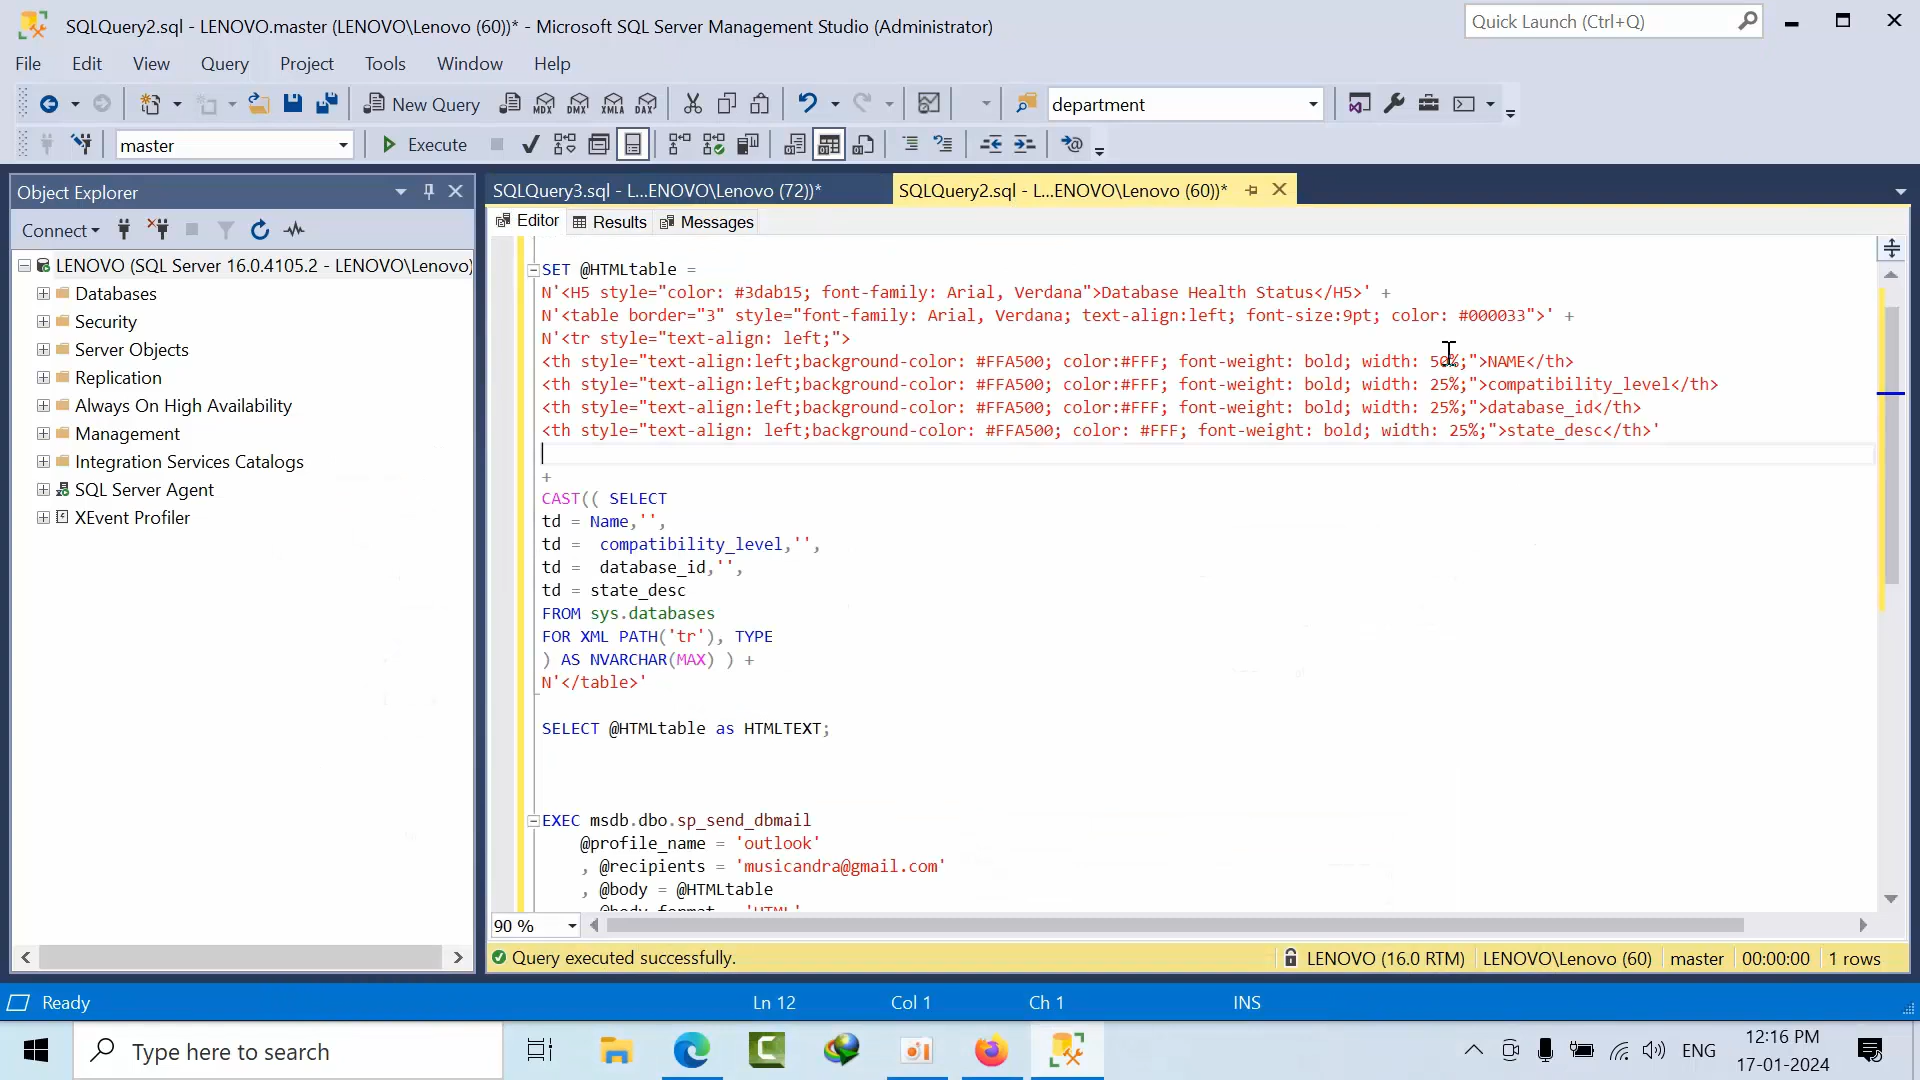 SQLQuery2.sql - LENOVO.master (LENOVO\Lenovo (60))* - Microsoft SQL Server Management Studio (Administrator)
Quick Launch (Ctrl+Q)
File Edit View Query Project Tools Window Help
New Query
MDX DMX XMLA DAX
department
master
Execute
Object Explorer
SQLQuery3.sql - L...ENOVO\Lenovo (72))*
SQLQuery2.sql - L...ENOVO\Lenovo (60))*
Connect
Editor Results Messages
LENOVO (SQL Server 16.0.4105.2 - LENOVO\Lenovo)
Databases
Security
Server Objects
Replication
Always On High Availability
Management
Integration Services Catalogs
SQL Server Agent
XEvent Profiler
SET @HTMLtable =
N'<H5 style="color: #3dab15; font-family: Arial, Verdana">Database Health Status</H5>' +
N'<table border="3" style="font-family: Arial, Verdana; text-align:left; font-size:9pt; color: #000033">' +
N'<tr style="text-align: left;">
<th style="text-align:left;background-color: #FFA500; color:#FFF; font-weight: bold; width: 50%;">NAME</th>
<th style="text-align:left;background-color: #FFA500; color:#FFF; font-weight: bold; width: 25%;">compatibility_level</th>
<th style="text-align:left;background-color: #FFA500; color:#FFF; font-weight: bold; width: 25%;">database_id</th>
<th style="text-align: left;background-color: #FFA500; color: #FFF; font-weight: bold; width: 25%;">state_desc</th>'
+
CAST(( SELECT
td = Name,'',
td =  compatibility_level,'',
td =  database_id,'',
td = state_desc
FROM sys.databases
FOR XML PATH('tr'), TYPE
) AS NVARCHAR(MAX) ) +
N'</table>'
SELECT @HTMLtable as HTMLTEXT;
EXEC msdb.dbo.sp_send_dbmail
@profile_name = 'outlook'
, @recipients = 'musicandra@gmail.com'
, @body = @HTMLtable
, @body_format = 'HTML'
90 %
Query executed successfully.
LENOVO (16.0 RTM) LENOVO\Lenovo (60) master 00:00:00 1 rows
Ready
Ln 12
Col 1
Ch 1
INS
Type here to search
ENG
12:16 PM
17-01-2024